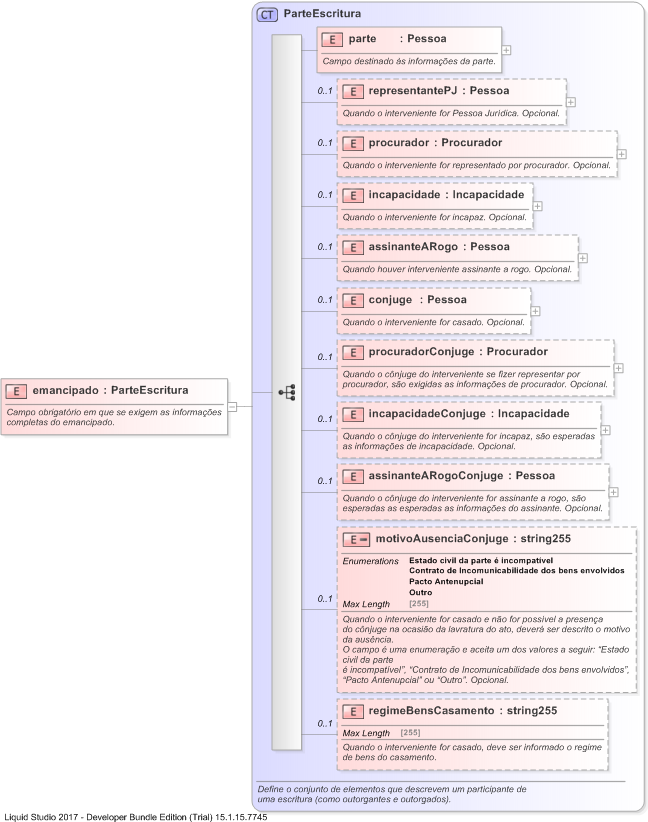 CT ParteEscritura
E parte : Pessoa
Campo destinado às informações da parte.
0..1
E representantePJ : Pessoa
Quando o interveniente for Pessoa Jurídica. Opcional.
0..1
E procurador : Procurador
Quando o interveniente for representado por procurador. Opcional.
0..1
E incapacidade : Incapacidade
Quando o interveniente for incapaz. Opcional.
0..1
E assinanteARogo : Pessoa
Quando houver interveniente assinante a rogo. Opcional.
0..1
E conjuge : Pessoa
Quando o interveniente for casado. Opcional.
0..1
E procuradorConjuge : Procurador
Quando o cônjuge do interveniente se fizer representar por
procurador, são exigidas as informações de procurador. Opcional.
E emancipado : ParteEscritura
Campo obrigatório em que se exigem as informações
completas do emancipado.
0..1
E incapacidadeConjuge : Incapacidade
Quando o cônjuge do interveniente for incapaz, são esperadas
as informações de incapacidade. Opcional.
0..1
E assinanteARogoConjuge : Pessoa
Quando o cônjuge do interveniente for assinante a rogo, são
esperadas as esperadas as informações do assinante. Opcional.
0..1
E motivoAusenciaConjuge : string255
Enumerations Estado civil da parte é incompatível
Contrato de Incomunicabilidade dos bens envolvidos
Pacto Antenupcial
Outro
Max Length [255]
Quando o interveniente for casado e não for possível a presença
do cônjuge na ocasião da lavratura do ato, deverá ser descrito o motivo
da ausência.
O campo é uma enumeração e aceita um dos valores a seguir: “Estado
civil da parte
é incompatível”, “Contrato de Incomunicabilidade dos bens envolvidos”,
“Pacto Antenupcial” ou “Outro”. Opcional.
0..1
E regimeBensCasamento : string255
Max Length [255]
Quando o interveniente for casado, deve ser informado o regime
de bens do casamento.
Define o conjunto de elementos que descrevem um participante de
uma escritura (como outorgantes e outorgados).
Liquid Studio 2017 - Developer Bundle Edition (Trial) 15.1.15.7745